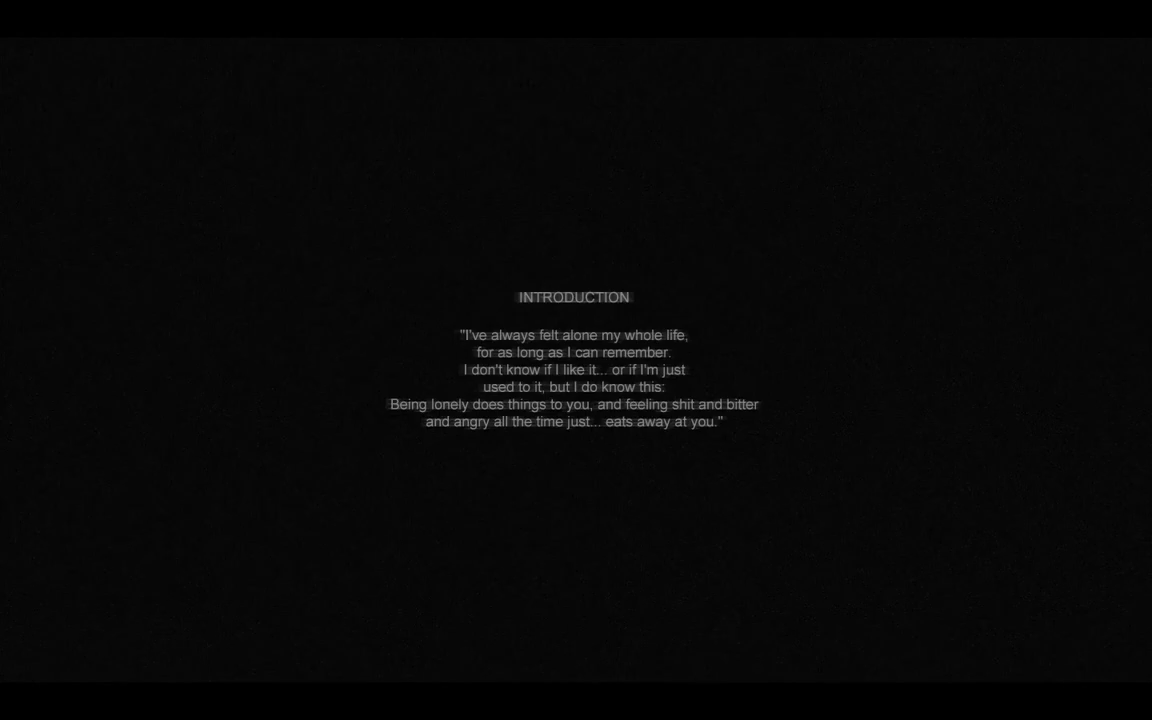 INTRODUCTION
"I've always felt alone my whole life,
for as long as I can remember.
I don't know if I like it... or if I'm just
used to it, but I do know this:
Being lonely does things to you, and feeling shit and bitter
and angry all the time just... eats away at you."